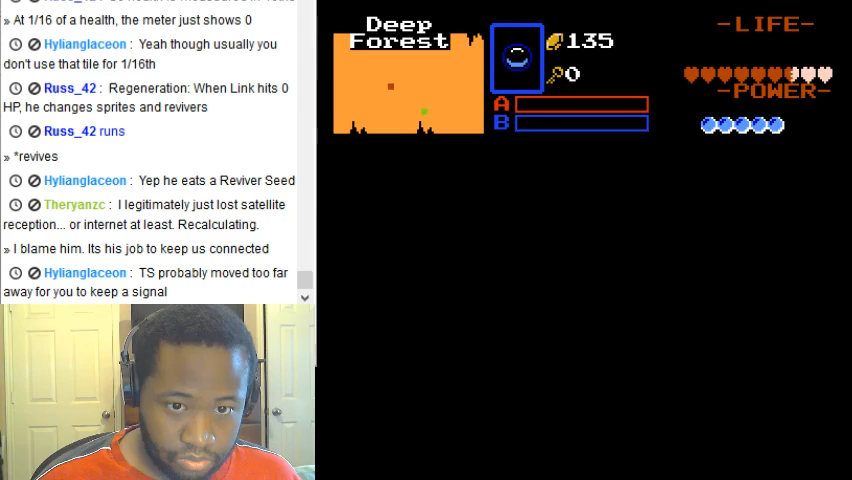 » At 1/16 of a health, the meter just shows 0
Hylianglaceon : Yeah though usually you
don't use that tile for 1/16th
Russ_42 : Regeneration: When Link hits 0
HP, he changes sprites and revivers
Russ_42 runs
» *revives
Hylianglaceon : Yep he eats a Reviver Seed
Theryanzc : I legitimately just lost satellite
reception... or internet at least. Recalculating.
» I blame him. Its his job to keep us connected
Hylianglaceon : TS probably moved too far
away for you to keep a signal
Deep
Forest
135
0
A
B
-LIFE-
-POWER-